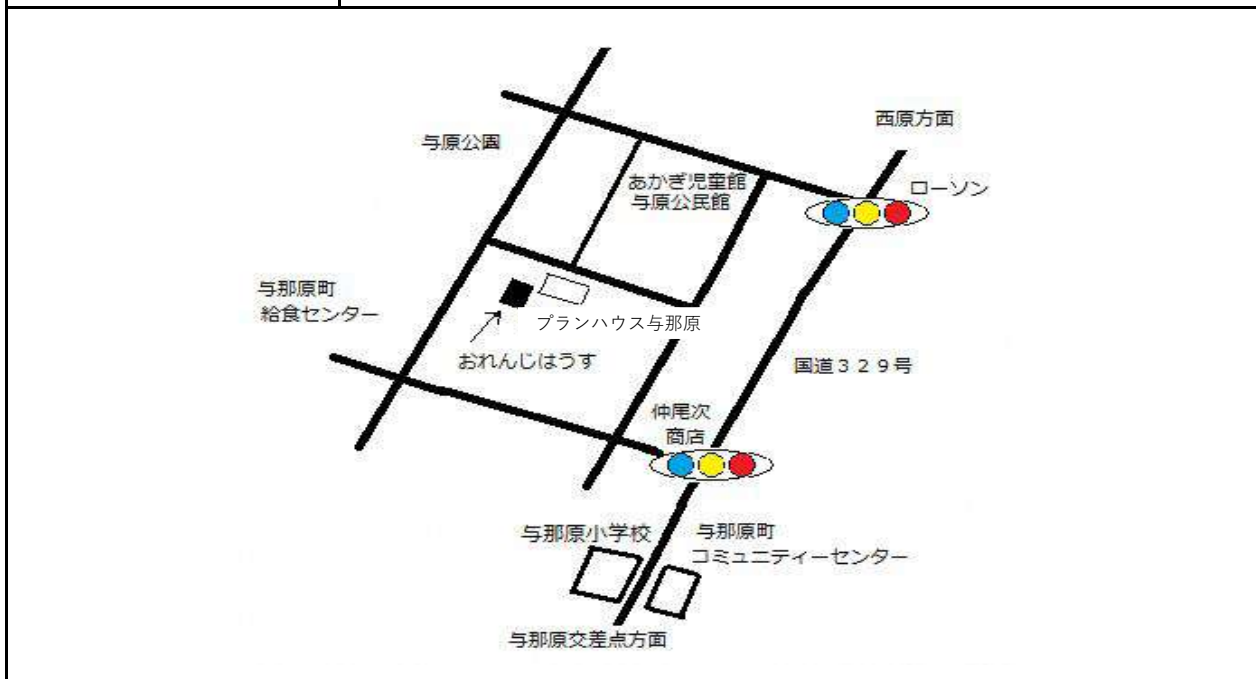 西原方面
与原公園
あかぎ児童館
与原公民館
ローソン
与那原町
給食センター
プランハウス与那原
おれんじはうす
国道３２９号
仲尾次
商店
与那原小学校
与那原町
コミュニティーセンター
与那原交差点方面